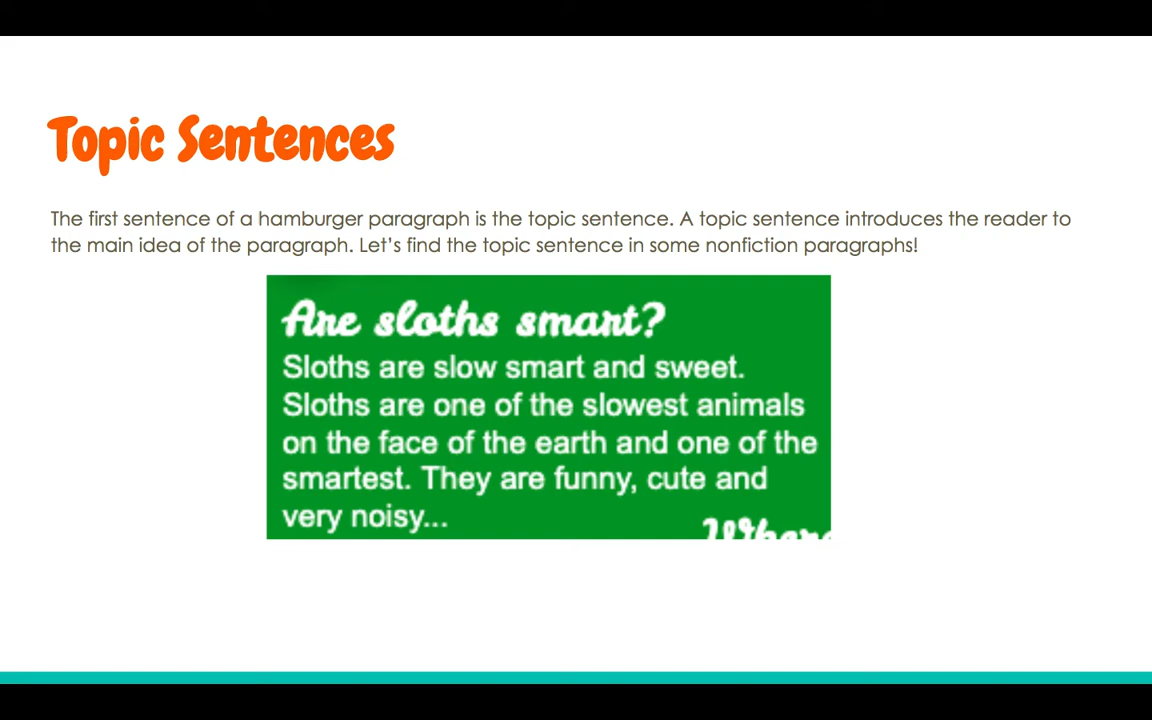 Topic Sentences
The first sentence of a hamburger paragraph is the topic sentence. A topic sentence introduces the reader to
the main idea of the paragraph. Let’s find the topic sentence in some nonfiction paragraphs!
Are sloths smart?
Sloths are slow smart and sweet.
Sloths are one of the slowest animals
on the face of the earth and one of the
smartest. They are funny, cute and
very noisy...